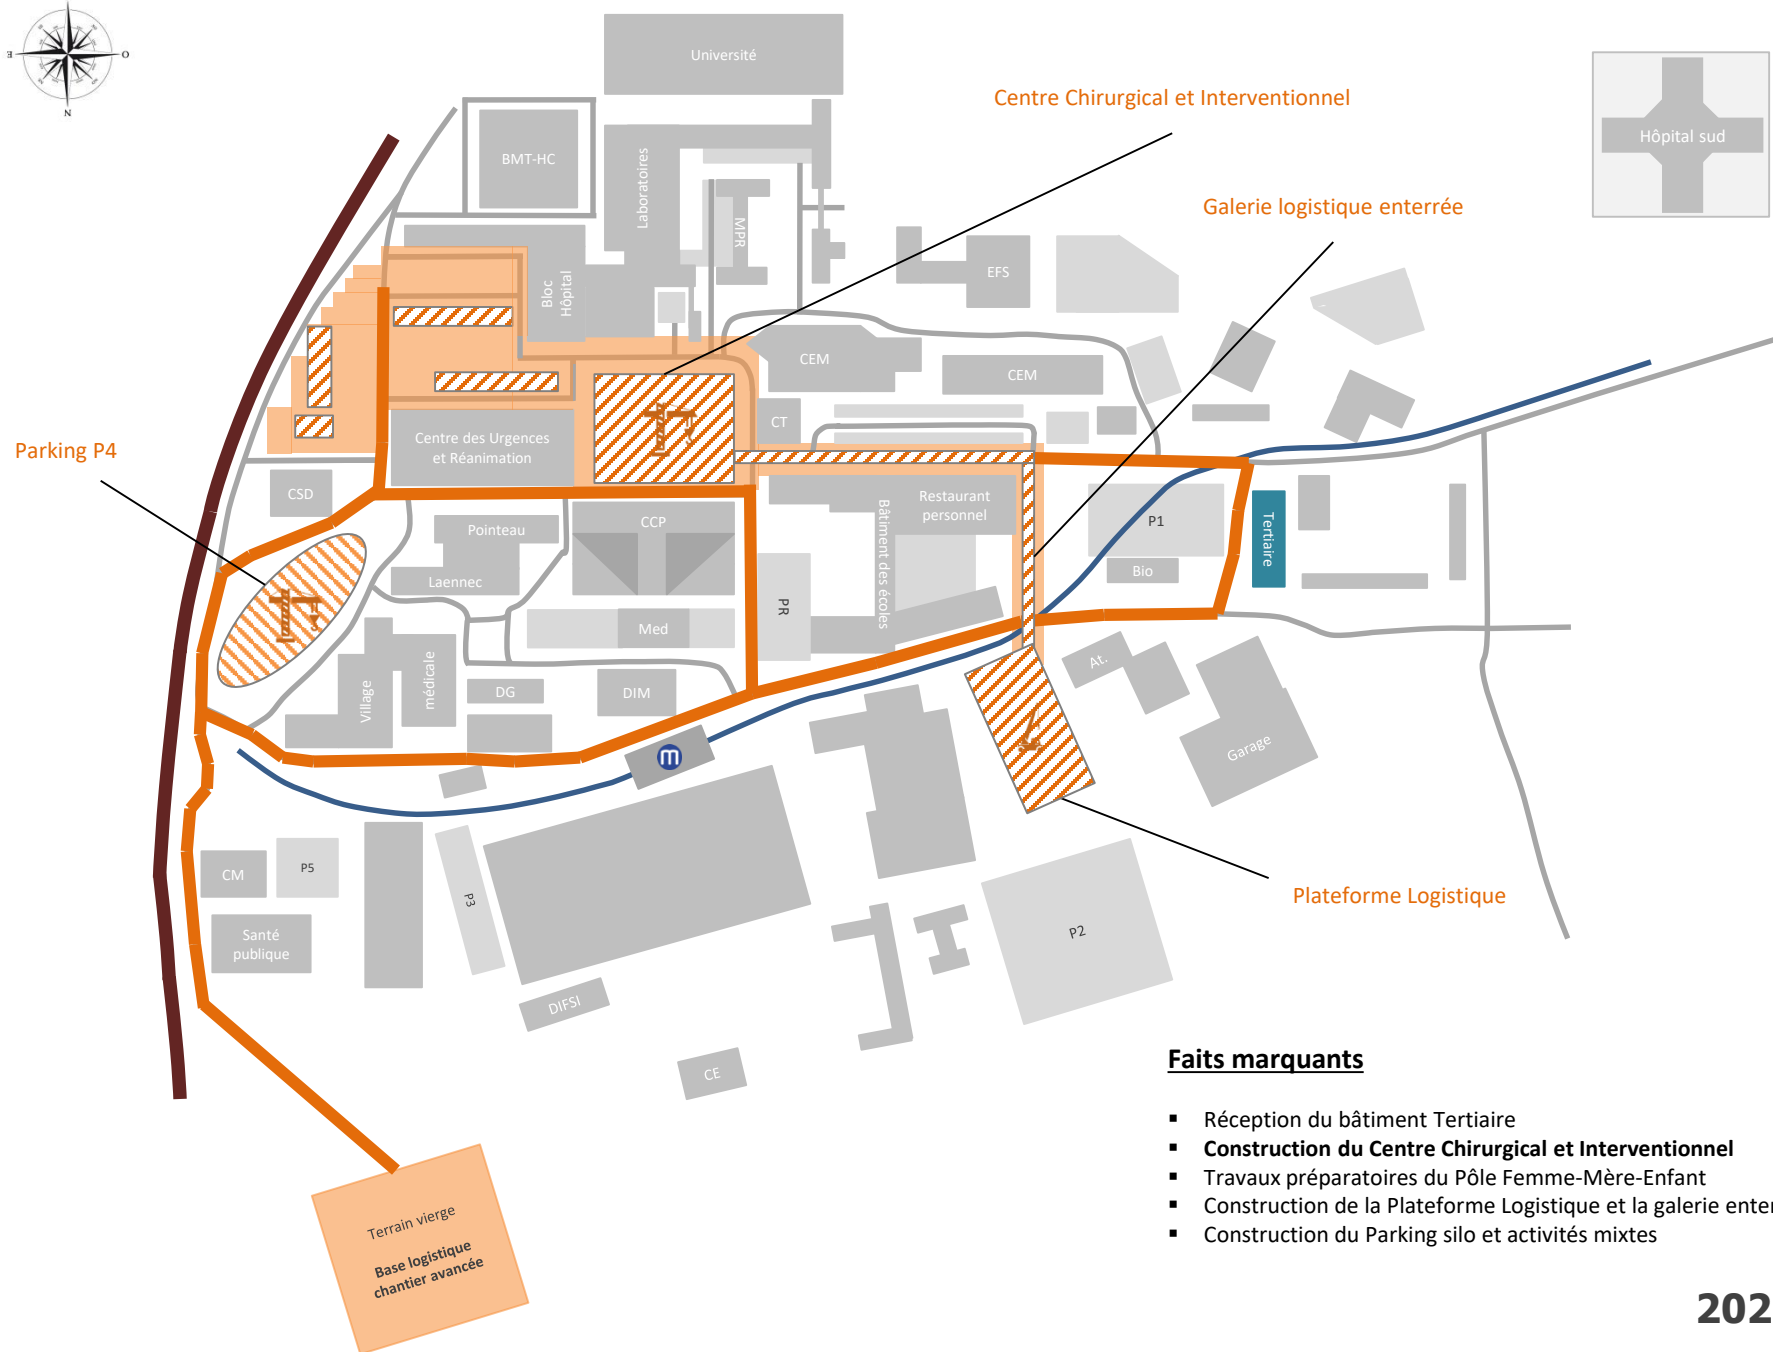 Université
Centre Chirurgical et Interventionnel
E
O
N
Hôpital sud
BMT-HC
Laboratoires
MPR
Galerie logistique enterrée
EFS
Bloc
Hôpital
CEM
CEM
CT
Centre des Urgences
et Réanimation
Parking P4
CSD
Pointeau
CCP
Bâtiment des écoles
Restaurant
personnel
P1
Tertiaire
Laennec
Bio
PR
Med
At.
Village
médicale
DG
DIM
Garage
m
CM
P5
P3
Plateforme Logistique
Santé
publique
P2
DIFSI
CE
Faits marquants
▪ Réception du bâtiment Tertiaire
▪ Construction du Centre Chirurgical et Interventionnel
▪ Travaux préparatoires du Pôle Femme-Mère-Enfant
▪ Construction de la Plateforme Logistique et la galerie enter
▪ Construction du Parking silo et activités mixtes
Terrain vierge
Base logistique
chantier avancée
202